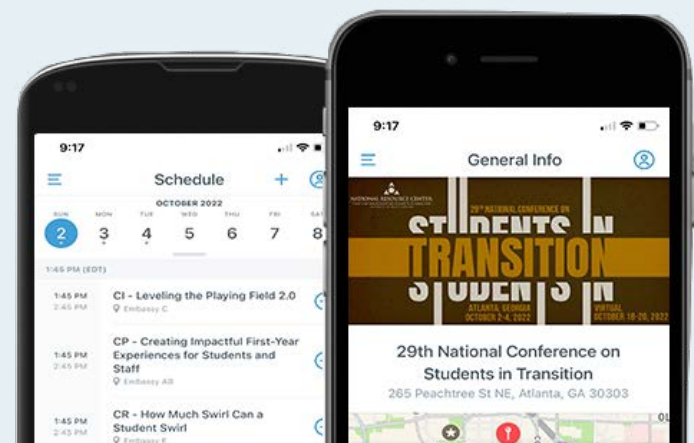 9:17
Schedule +
OCTOBER 2022
SUN MON TUE WED THU FRI SAT
2 3 4 5 6 7 8
1:45 PM (EDT)
1:45 PM
2:45 PM
CI - Leveling the Playing Field 2.0
Embassy C
1:45 PM
2:45 PM
CP - Creating Impactful First-Year
Experiences for Students and
Staff
Embassy AB
1:45 PM
2:45 PM
CR - How Much Swirl Can a
Student Swirl
Embassy F
9:17
General Info
NATIONAL RESOURCE CENTER
29TH NATIONAL CONFERENCE ON
STUDENTS IN
TRANSITION
ATLANTA, GEORGIA
OCTOBER 2-4, 2022
VIRTUAL
OCTOBER 18-20, 2022
29th National Conference on
Students in Transition
265 Peachtree St NE, Atlanta, GA 30303